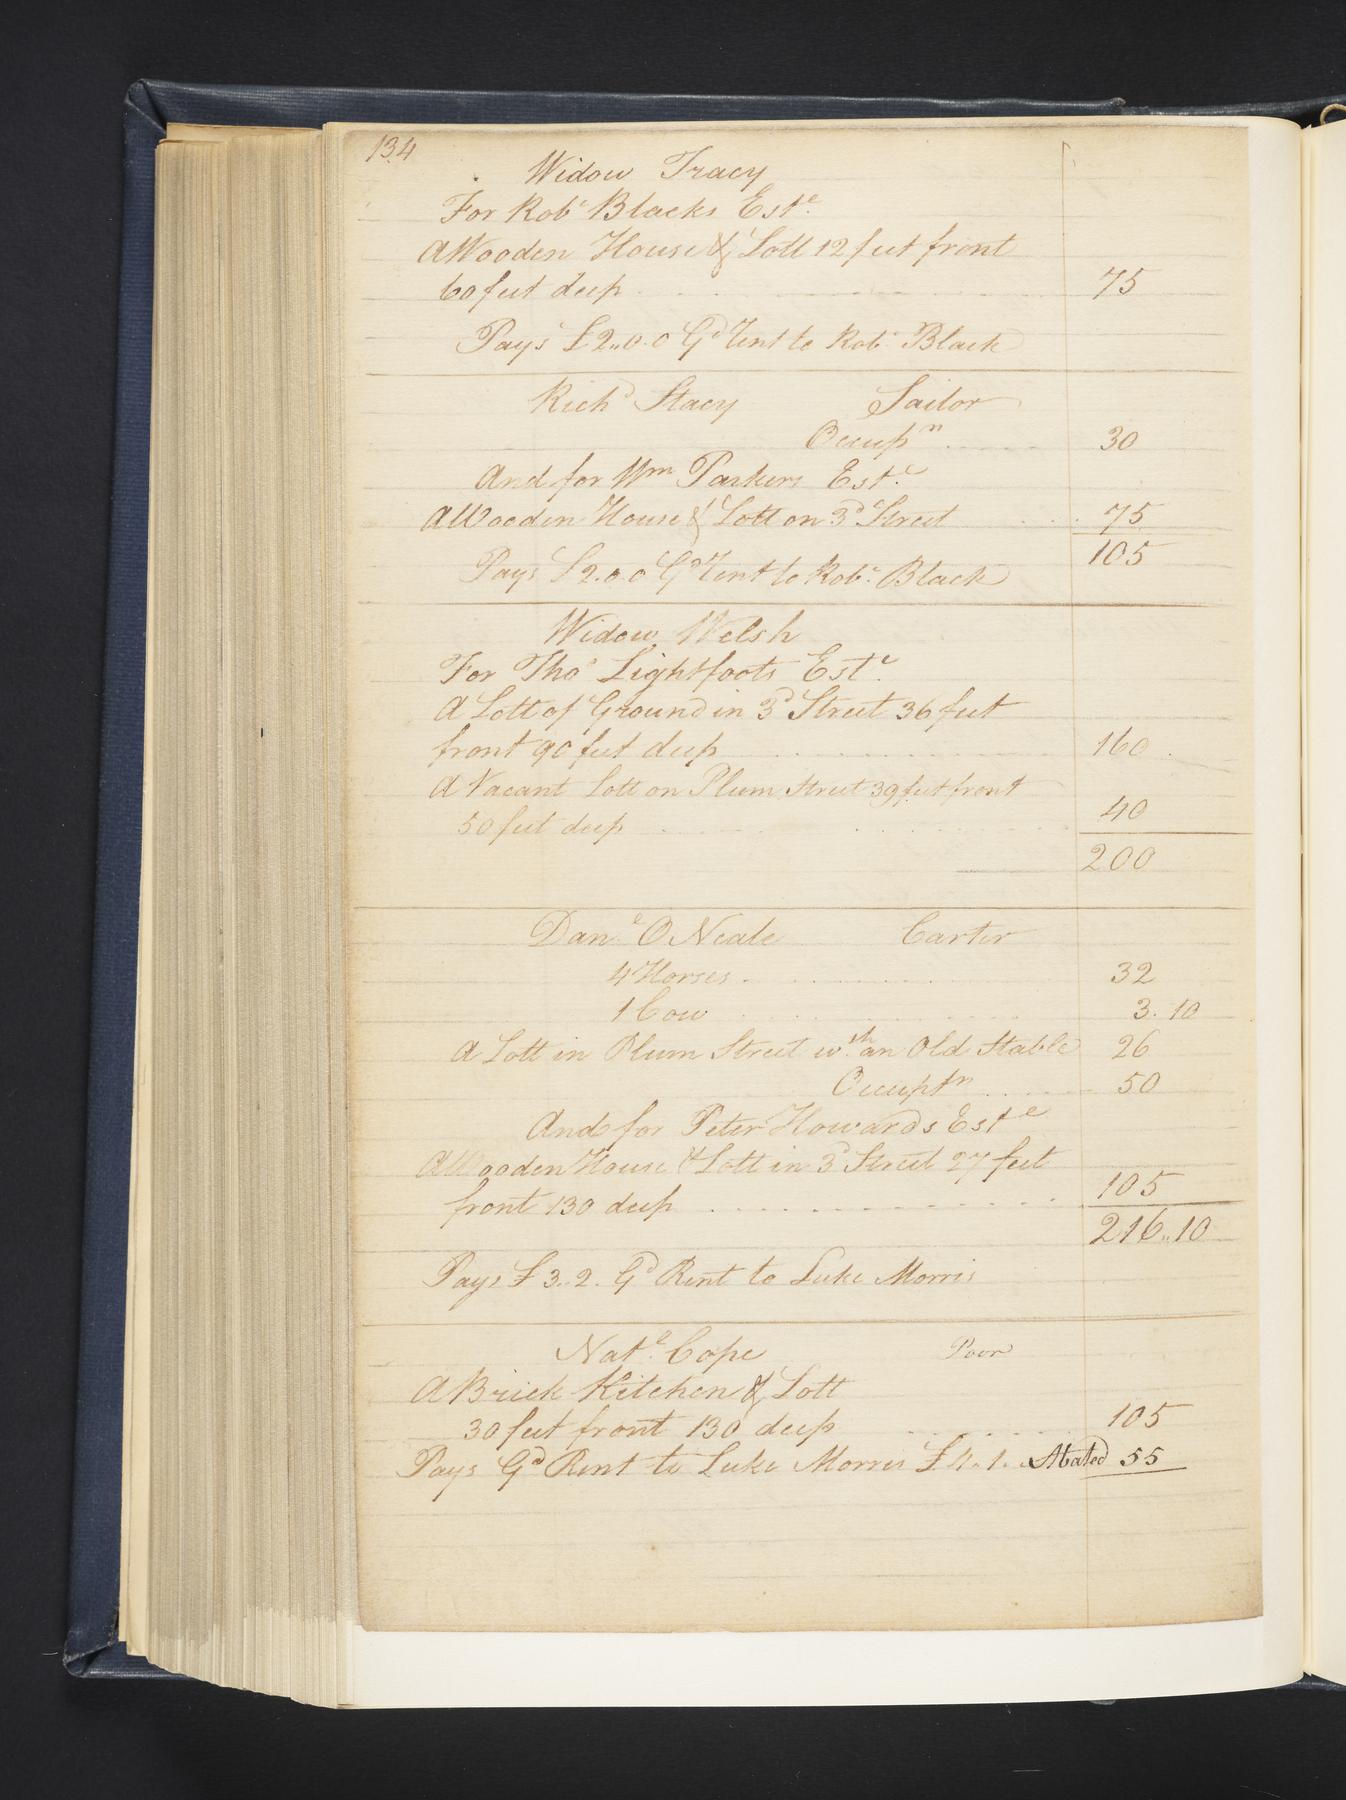 134
Widow Tracy
For Robt Blacks Este.
A Wooden House & Lott 12 feet front
60 feet deep 75
Pays £2..0.0 Gd Rent to Robt Black
Richd Stacy Sailor
Occupn 30
And for Wm Parkers Este.
A Wooden House & Lott on 3d Street 75
105
Pays £2.0.0 Gd Rent to Robt. Black
Widow Welsh
For Thos Lightfoots Este.
A Lott of Ground in 3d Street 36 feet
front 90 feet deep 160
A Vacant Lott on Plum Street 39 feet front
50 feet deep 40
200
Danl. O Neale Carter
4 Horses 32
1 Cow 3.10
A Lott in Plum Street wth. an Old Stable 26
Occuptn 50
And for Peter Howards Este
A Wooden House & Lott in 3d Street 27 feet
front 130 deep 105
216..10
Pays £3..2. Gd Rent to Luke Morris
Natl. Cope Poor
A Brick Kitchen & Lott
30 feet front 130 deep 105
Pays Gd Rent to Luke Morris £4.1. Abated 55